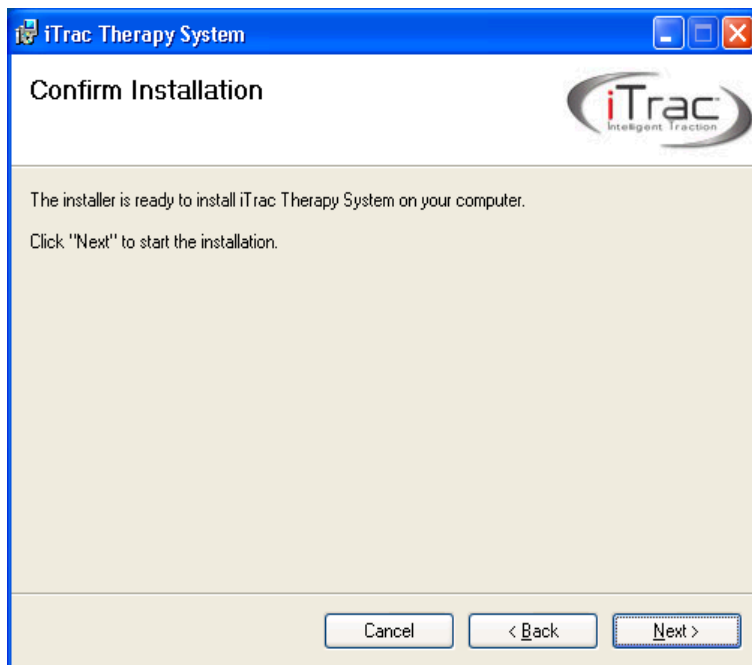 iTrac Therapy System
Confirm Installation
iTrac
Intelligent Traction
The installer is ready to install iTrac Therapy System on your computer.
Click "Next" to start the installation.
Cancel
< Back
Next >